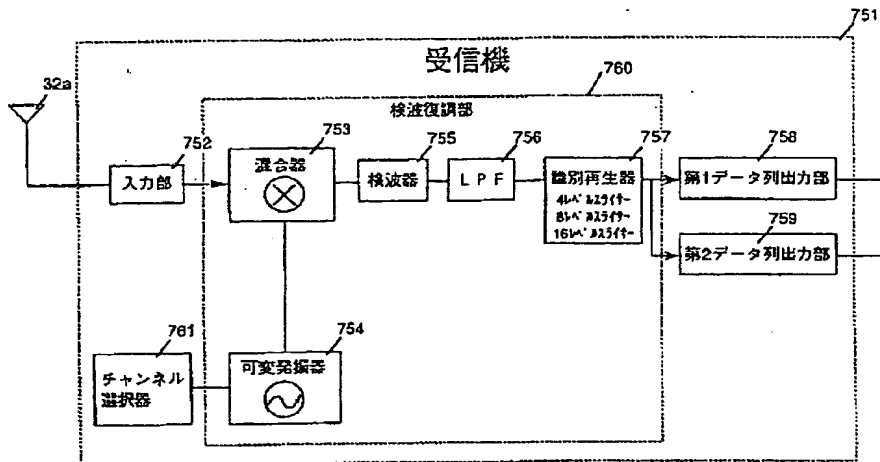 751
受信機
760
32a
検波復調部
752
753
755
756
757
758
入力部
混合器
検波器
LPF
識別再生器
4レベルスライサー
8レベルスライサー
16レベルスライサー
第1データ列出力部
759
第2データ列出力部
761
754
チャンネル
選択器
可変発振器